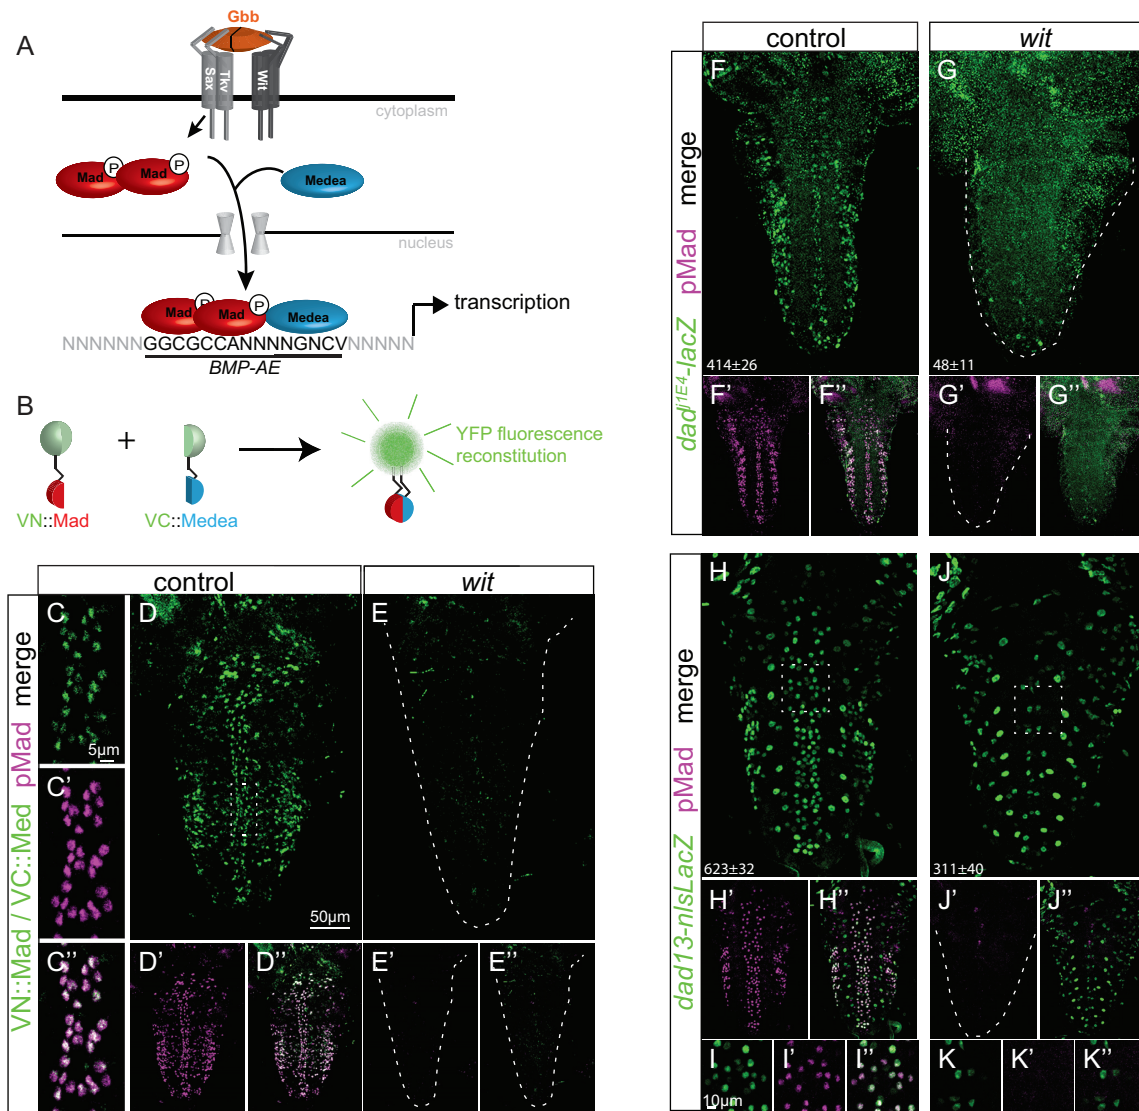 A
Gbb
Sax
Tkv
Wit
cytoplasm
Mad
P
Mad
P
Medea
nucleus
Mad
P
Mad
P
Medea
transcription
NNNNNNGGCGCCANNNNNGNCVNNNNN
BMP-AE
B
+
YFP fluorescence
reconstitution
VN::Mad
VC::Medea
control
wit
VN::Mad / VC::Med pMad merge
C
5µm
C'
C''
D
50µm
E
D'
D''
E'
E''
control
wit
dadj1E4-lacZ pMad merge
F
414±26
G
48±11
F'
F''
G'
G''
dad13-nlsLacZ pMad merge
H
623±32
J
311±40
H'
H''
J'
J''
I
10µm
I'
I''
K
K'
K''